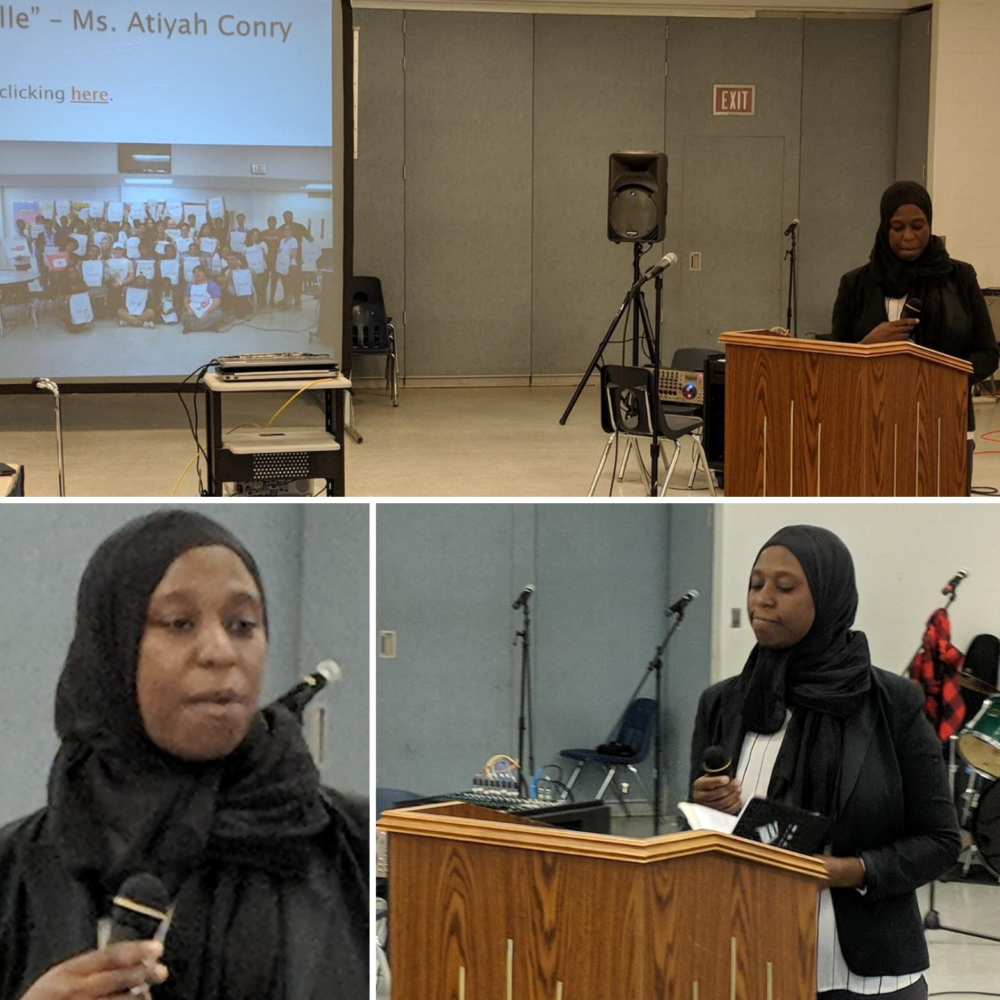 lle” – Ms. Atiyah Conry
clicking here.
EXIT